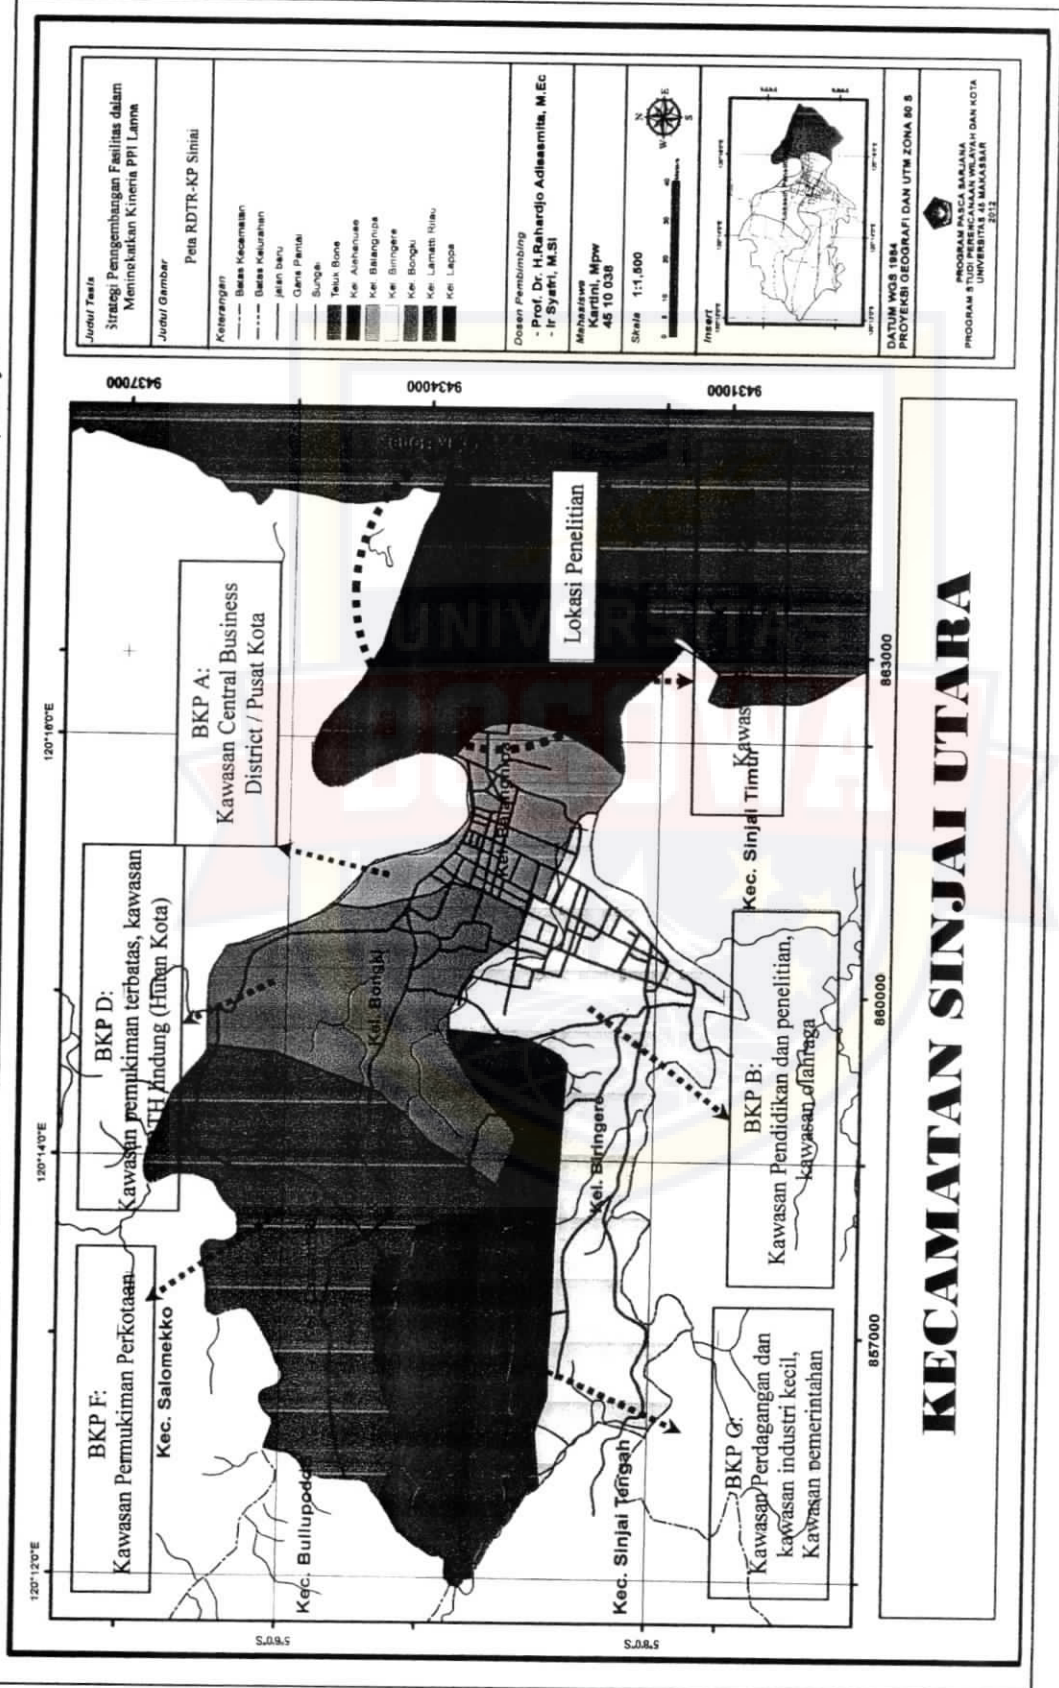 Judul Tesis
Strategi Penngembangan Fasilitas dalam
Meningkatkan Kinerja PPI Lappa
Judul Gambar
Peta RDTR-KP Sinjai
Keterangan
Batas Kecamatan
Batas Kelurahan
jalan baru
Garis Pantai
Sungai
Teluk Bone
Kel. Alehanuae
Kel. Balangnipa
Kel. Biringere
Kel. Bongki
Kel. Lamatti Rilau
Kel. Lappa
Dosen Pembimbing
- Prof. Dr. H.Rahardjo Adisasmita, M.Ec
- Ir Syafri, M.SI
Mahasiswa
Kartini, Mpw
45 10 038
Skala 1:1,500
N
W E
S
Insert
DATUM WGS 1984
PROYEKSI GEOGRAFI DAN UTM ZONA 50 S
PROGRAM PASCA SARJANA
PROGRAM STUDI PERENCANAAN WILAYAH DAN KOTA
UNIVERSITAS 45 MAKASSAR
2012
120°12'0"E
120°14'0"E
120°16'0"E
9437000
9434000
9431000
BKP F:
Kawasan Permukiman Perkotaan
BKP D:
Kawasan pemukiman terbatas, kawasan
RTH lindung (Hutan Kota)
BKP A:
Kawasan Central Business
District / Pusat Kota
Kec. Salomekko
Kec. Bullupoddo
Kel. Bongki
Kel. Balangnipa
Lokasi Penelitian
Kel. Biringere
Kec. Sinjai Tengah
Kec. Sinjai Timur
Kawas
BKP B:
Kawasan Pendidikan dan penelitian,
kawasan olahraga
BKP C:
Kawasan Perdagangan dan
kawasan industri kecil,
Kawasan pemerintahan
5°6'0"S
5°8'0"S
857000
860000
863000
KECAMATAN SINJAI UTARA
UNIVERSITAS
BOSOWA